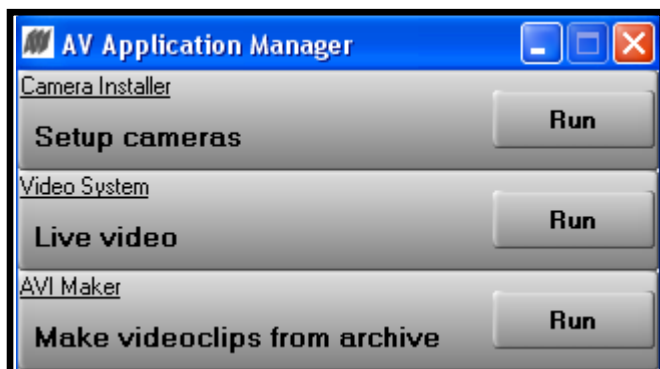 AV Application Manager
Camera Installer
Setup cameras
Run
Video System
Live video
Run
AVI Maker
Make videoclips from archive
Run